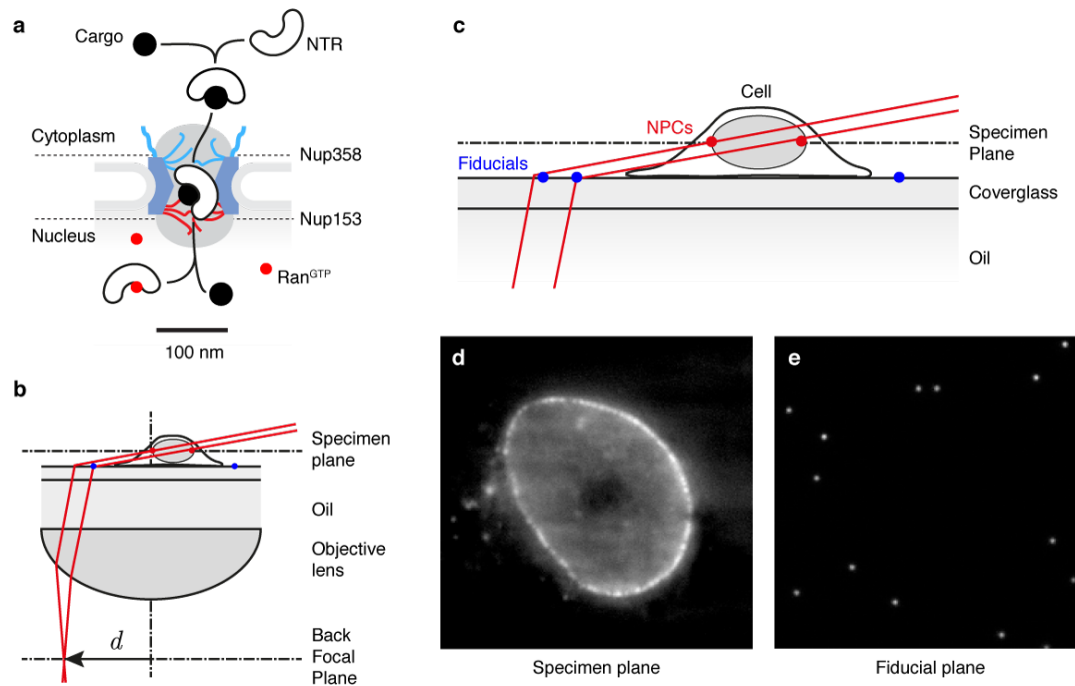 a
Cargo
NTR
Cytoplasm
Nup358
Nup153
Nucleus
Ran^GTP
100 nm
b
Specimen
plane
Oil
Objective
lens
d
Back
Focal
Plane
c
Cell
NPCs
Fiducials
Specimen
Plane
Coverglass
Oil
d
Specimen plane
e
Fiducial plane